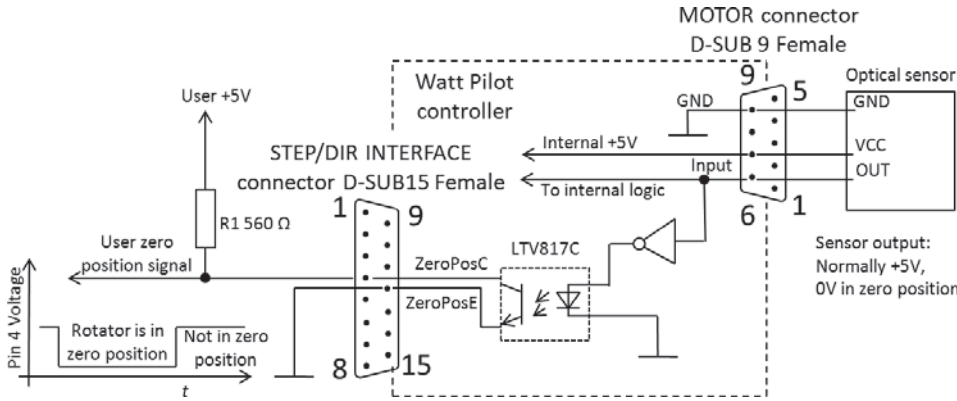 MOTOR connector
D-SUB 9 Female
Watt Pilot
controller
Optical sensor
9
5
GND
GND
User +5V
Internal +5V
VCC
STEP/DIR INTERFACE
connector D-SUB15 Female
Input
OUT
To internal logic
6
1
1
9
R1 560 Ω
LTV817C
Sensor output:
Normally +5V,
0V in zero position
User zero
position signal
ZeroPosC
ZeroPosE
Pin 4 Voltage
Rotator is in
zero position
Not in zero
position
8
15
t